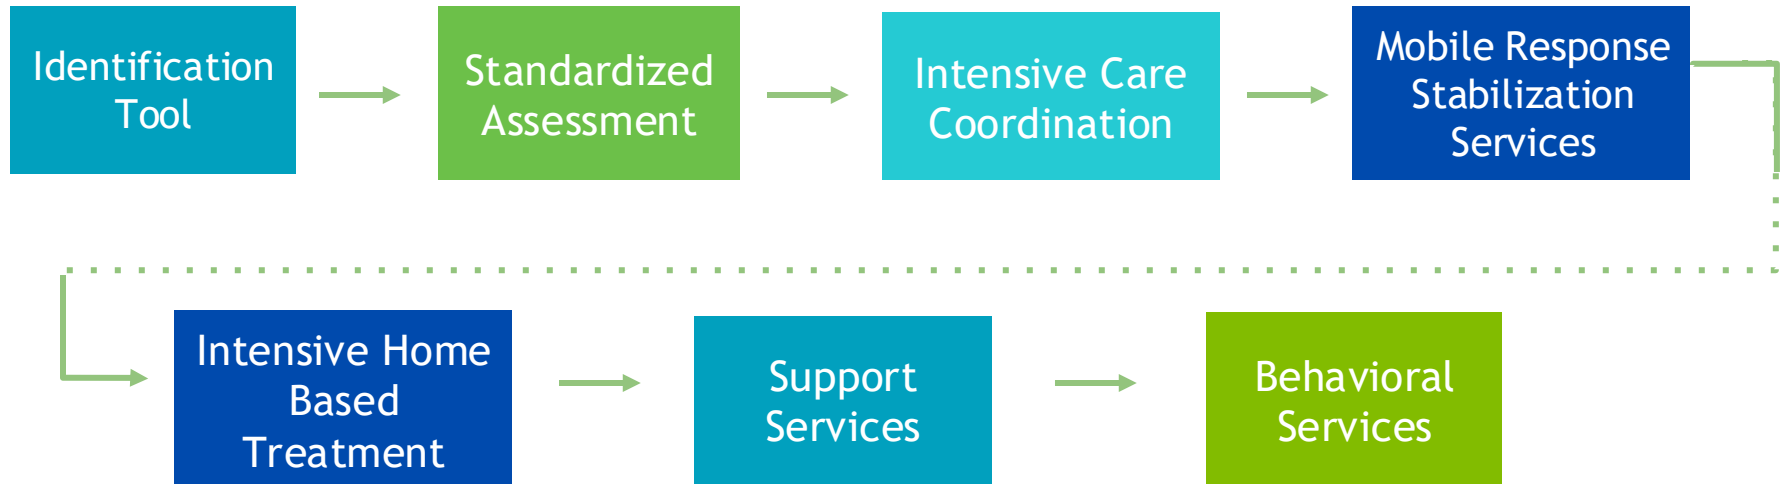 Identification
Tool
Standardized
Assessment
Intensive Care
Coordination
Mobile Response
Stabilization
Services
Intensive Home
Based
Treatment
Support
Services
Behavioral
Services